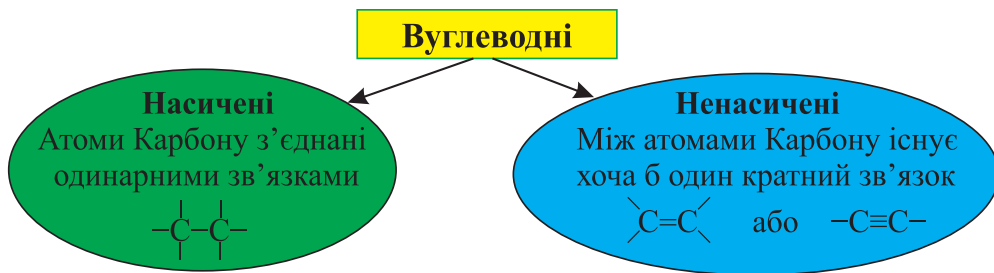 Вуглеводні
Насичені
Атоми Карбону з’єднані
одинарними зв’язками
–C–C–
Ненасичені
Між атомами Карбону існує
хоча б один кратний зв’язок
C=C або –C≡C–